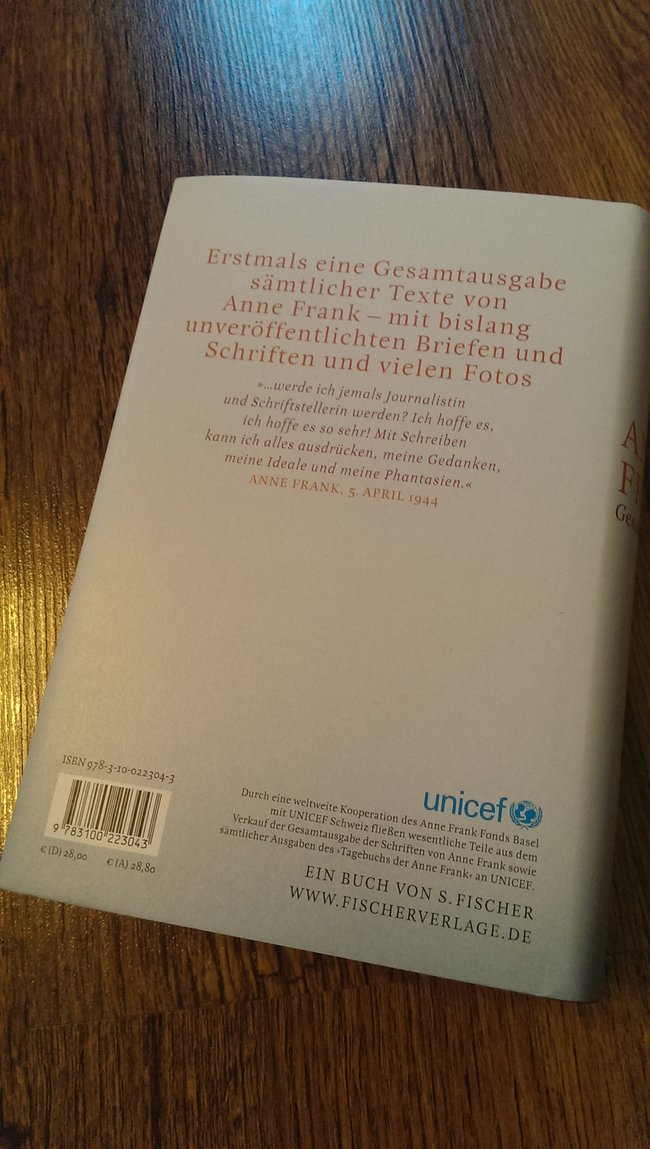 Erstmals eine Gesamtausgabe
sämtlicher Texte von
Anne Frank – mit bislang
unveröffentlichten Briefen und
Schriften und vielen Fotos
»...werde ich jemals Journalistin
und Schriftstellerin werden? Ich hoffe es,
ich hoffe es so sehr! Mit Schreiben
kann ich alles ausdrücken, meine Gedanken,
meine Ideale und meine Phantasien.«
ANNE FRANK, 5. APRIL 1944
ISBN 978-3-10-022304-3
9 783100 223043
€ (D) 28,00 € (A) 28,80
unicef
Durch eine weltweite Kooperation des Anne Frank Fonds Basel
mit UNICEF Schweiz fließen wesentliche Teile aus dem
Verkauf der Gesamtausgabe der Schriften von Anne Frank sowie
sämtlicher Ausgaben des ›Tagebuchs der Anne Frank‹ an UNICEF.
EIN BUCH VON S. FISCHER
WWW.FISCHERVERLAGE.DE